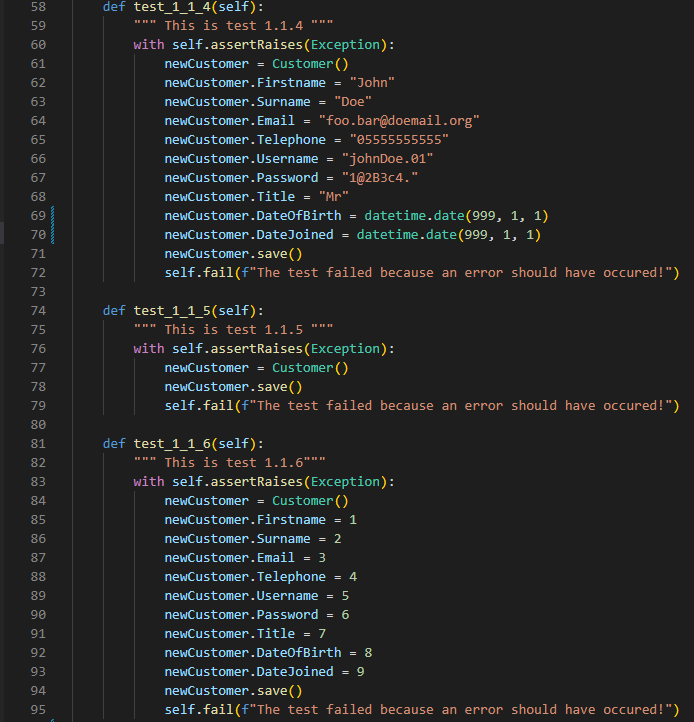 58 def test_1_1_4(self):
59 """ This is test 1.1.4 """
60 with self.assertRaises(Exception):
61 newCustomer = Customer()
62 newCustomer.Firstname = "John"
63 newCustomer.Surname = "Doe"
64 newCustomer.Email = "foo.bar@doemail.org"
65 newCustomer.Telephone = "05555555555"
66 newCustomer.Username = "johnDoe.01"
67 newCustomer.Password = "1@2B3c4."
68 newCustomer.Title = "Mr"
69 newCustomer.DateOfBirth = datetime.date(999, 1, 1)
70 newCustomer.DateJoined = datetime.date(999, 1, 1)
71 newCustomer.save()
72 self.fail(f"The test failed because an error should have occured!")
73
74 def test_1_1_5(self):
75 """ This is test 1.1.5 """
76 with self.assertRaises(Exception):
77 newCustomer = Customer()
78 newCustomer.save()
79 self.fail(f"The test failed because an error should have occured!")
80
81 def test_1_1_6(self):
82 """ This is test 1.1.6"""
83 with self.assertRaises(Exception):
84 newCustomer = Customer()
85 newCustomer.Firstname = 1
86 newCustomer.Surname = 2
87 newCustomer.Email = 3
88 newCustomer.Telephone = 4
89 newCustomer.Username = 5
90 newCustomer.Password = 6
91 newCustomer.Title = 7
92 newCustomer.DateOfBirth = 8
93 newCustomer.DateJoined = 9
94 newCustomer.save()
95 self.fail(f"The test failed because an error should have occured!")